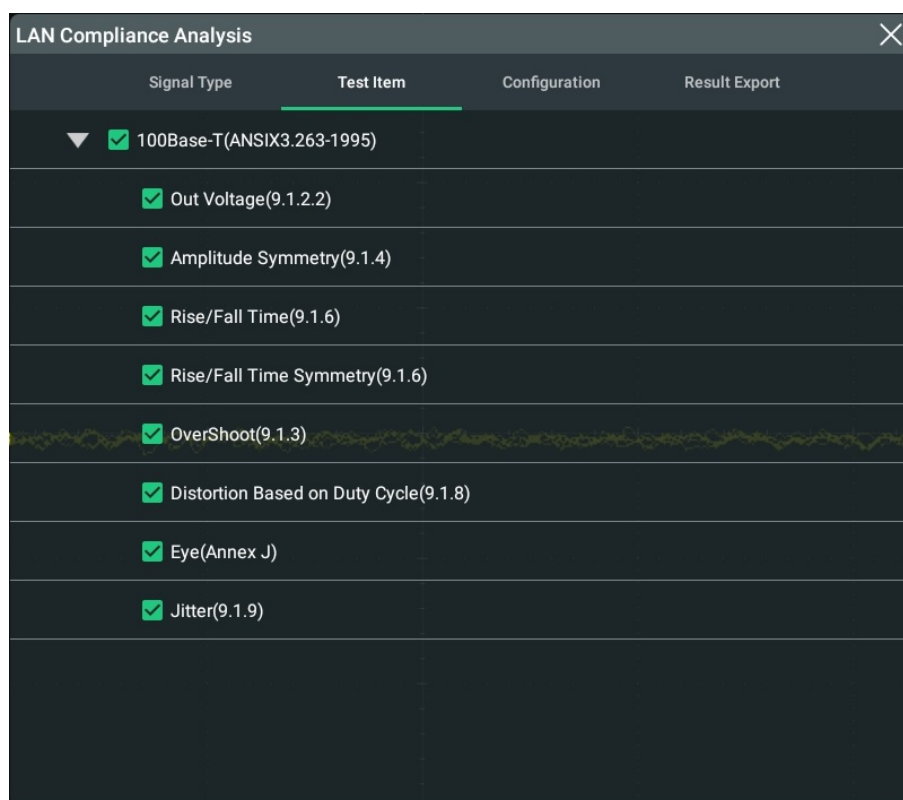 LAN Compliance Analysis
Signal Type Test Item Configuration Result Export
100Base-T(ANSIX3.263-1995)
Out Voltage(9.1.2.2)
Amplitude Symmetry(9.1.4)
Rise/Fall Time(9.1.6)
Rise/Fall Time Symmetry(9.1.6)
OverShoot(9.1.3)
Distortion Based on Duty Cycle(9.1.8)
Eye(Annex J)
Jitter(9.1.9)